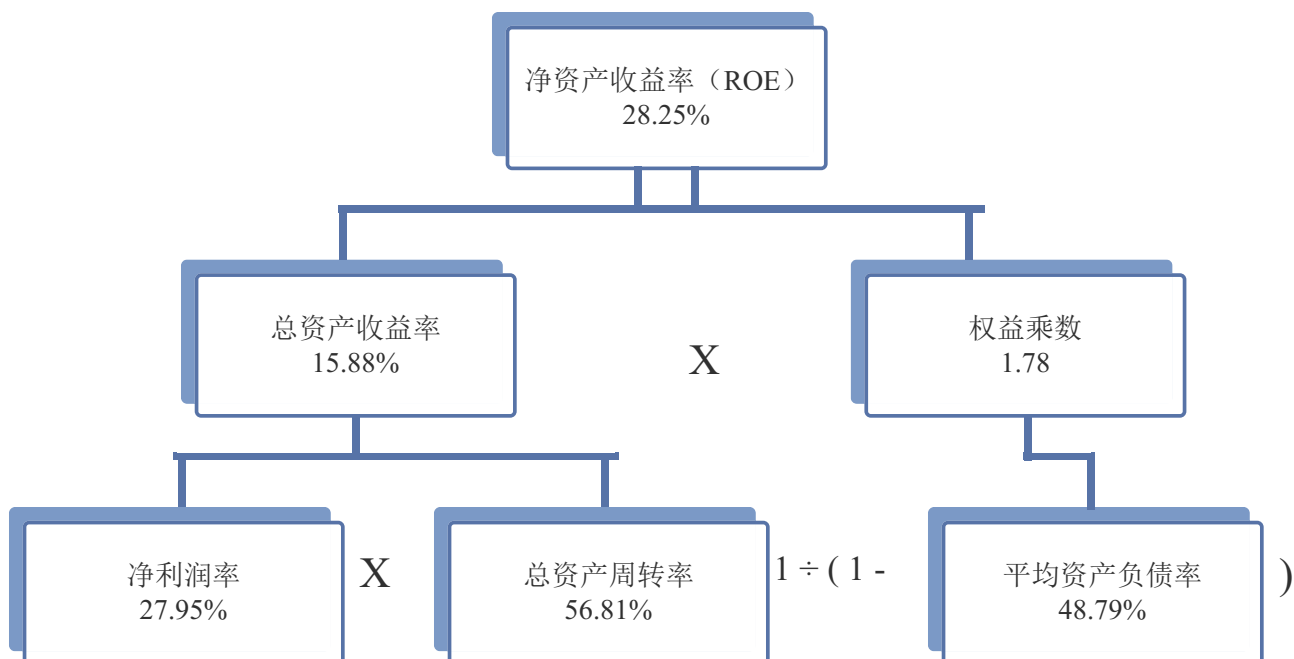 净资产收益率（ROE）
28.25%
总资产收益率
15.88%
X
权益乘数
1.78
净利润率
27.95%
X
总资产周转率
56.81%
1 ÷ ( 1 -
平均资产负债率
48.79%
)